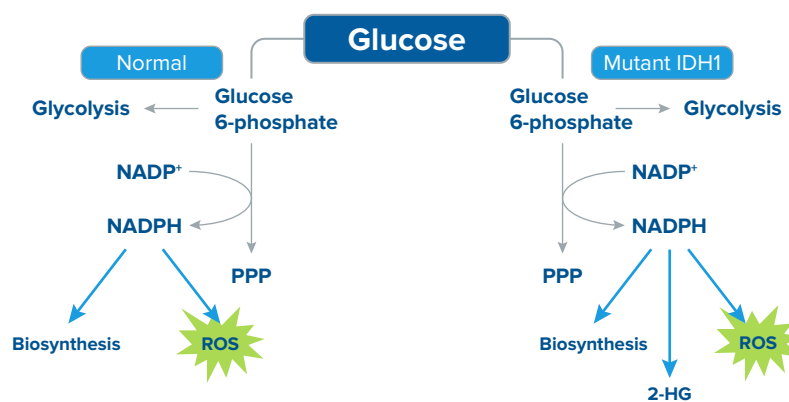 Glucose
Normal
Mutant IDH1
Glycolysis
Glucose
6-phosphate
Glucose
6-phosphate
Glycolysis
NADP⁺
NADP⁺
NADPH
NADPH
PPP
PPP
Biosynthesis
ROS
Biosynthesis
ROS
2-HG